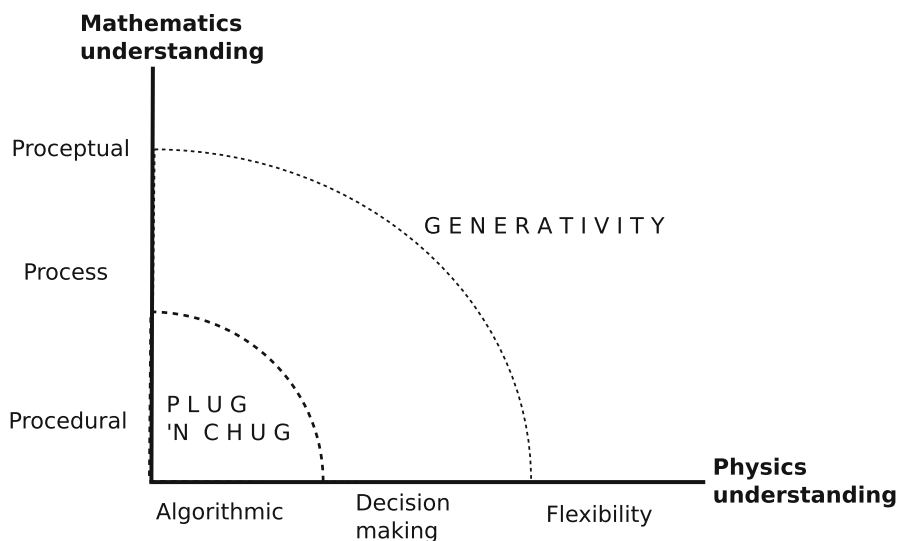 Mathematics
understanding
Proceptual
GENERATIVITY
Process
Procedural
PLUG
'N CHUG
Physics
understanding
Algorithmic
Decision
making
Flexibility